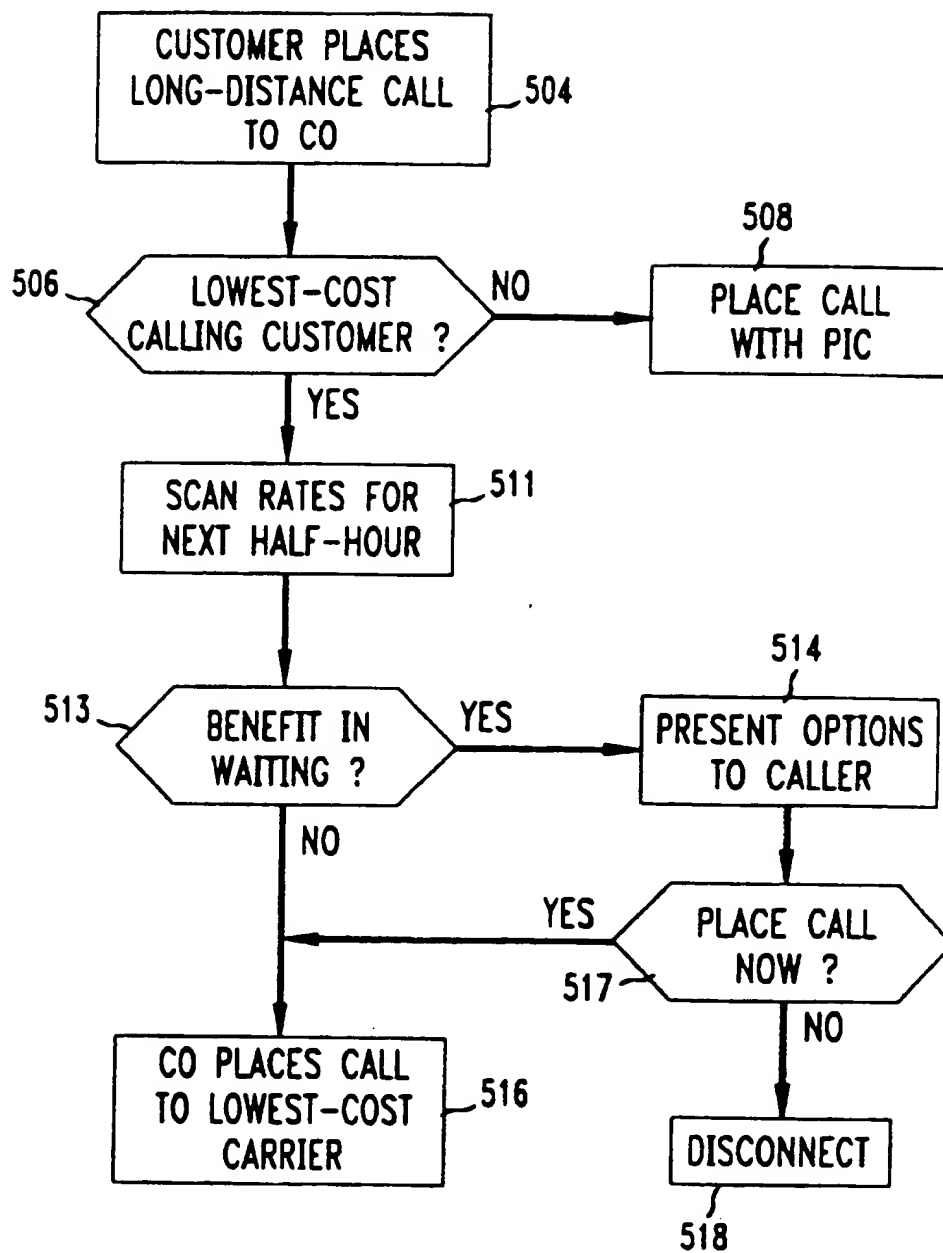 CUSTOMER PLACES
LONG-DISTANCE CALL
TO CO
504
506
LOWEST-COST
CALLING CUSTOMER ?
NO
508
PLACE CALL
WITH PIC
YES
SCAN RATES FOR
NEXT HALF-HOUR
511
513
BENEFIT IN
WAITING ?
YES
514
PRESENT OPTIONS
TO CALLER
NO
YES
PLACE CALL
NOW ?
517
NO
CO PLACES CALL
TO LOWEST-COST
CARRIER
516
DISCONNECT
518